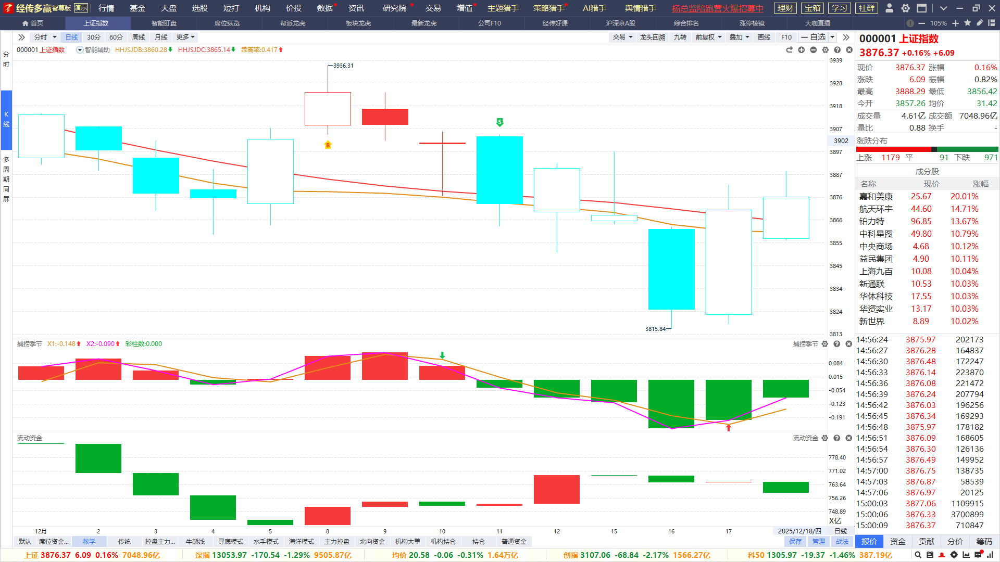 经传多赢 智尊版 演示 行情 基金 大盘 选股 短打 机构 价投 数据 资讯 研究院 交易 增值 主题猎手 策略猎手 AI猎手 舆情猎手 杨总监陪跑营火爆招募中 理财 宝箱 学习 社群
首页 上证指数 智能盯盘 席位纵览 帮派龙虎 板块龙虎 最新龙虎 公司F10 经传好课 沪深京A股 综合排名 涨停棱镜 大咖直播 105%
分时 日线 30分 60分 周线 月线 更多 交易 龙头回溯 九转 前复权 叠加 画线 F10 自选
000001 上证指数 智能辅助 HHJSJDB:3860.28 HHJSJDC:3865.14 乖离率:0.417
分时
K线
多周期同屏
3936.31
B
S
3815.84
3939
3928
3918
3907
3902
3897
3887
3876
3866
3855
3845
3834
3824
3813
捕捞季节 X1:-0.148 X2:-0.090 彩柱数:0.000 捕捞季节
0.084
0.015
-0.054
-0.123
-0.191
流动资金 流动资金
778.40
771.02
763.64
756.26
748.89
X亿
12月 2 3 4 5 8 9 10 11 12 15 16 17 2025/12/18/四 日线
默认 席位资金... 教学 传统 控盘主力... 牛能线 寻底模式 水手模式 海洋模式 主力控盘 北向资金 机构大单 机构持仓 持仓 普通资金 保存 管理 战法
000001 上证指数
3876.37 +0.16% +6.09
现价 3876.37 涨幅 0.16%
涨跌 6.09 振幅 0.82%
最高 3888.29 最低 3856.42
今开 3857.26 均价 31.42
成交量 4.61亿 成交额 7048.96亿
量比 0.88 换手 -
涨跌分布
上涨 1179 平 91 下跌 971
成分股
名称 现价 涨幅
嘉和美康 25.67 20.01%
航天环宇 44.60 14.71%
铂力特 96.85 13.67%
中科星图 49.80 10.79%
中央商场 4.68 10.12%
益民集团 4.90 10.11%
上海九百 10.08 10.04%
新通联 10.53 10.03%
华体科技 17.55 10.03%
华资实业 13.17 10.03%
新世界 8.89 10.02%
14:56:24 3875.97 202173
14:56:27 3876.28 164837
14:56:30 3876.48 172247
14:56:33 3876.14 223870
14:56:36 3876.08 221472
14:56:39 3876.24 207794
14:56:42 3876.03 196256
14:56:45 3876.34 169293
14:56:48 3875.97 178182
14:56:51 3876.09 168605
14:56:54 3876.30 126136
14:56:57 3876.49 149952
14:57:00 3876.75 138735
14:57:03 3876.87 58539
14:57:06 3876.97 20125
15:00:03 3877.06 1109915
15:00:06 3876.33 3700899
15:00:09 3876.37 710847
报价 资金 贡献 分价 筹码
上证 3876.37 6.09 0.16% 7048.96亿 深指 13053.97 -170.54 -1.29% 9505.87亿 均价 20.58 -0.06 -0.31% 1.64万亿 创指 3107.06 -68.84 -2.17% 1566.27亿 科50 1305.97 -19.37 -1.46% 387.19亿